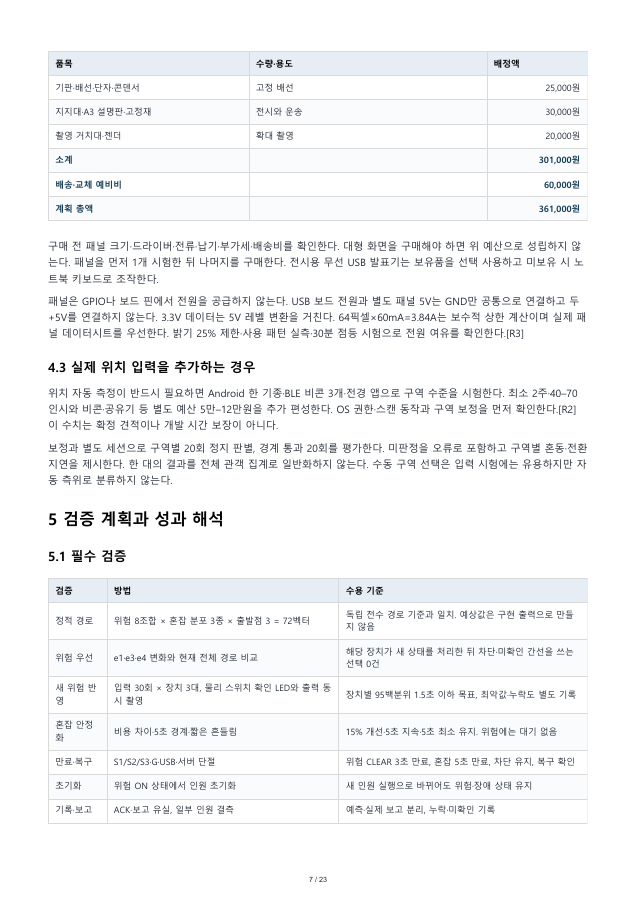 품목 수량·용도 배정액
기판·배선·단자·콘덴서 고정 배선 25,000원
지지대·A3 설명판·고정재 전시와 운송 30,000원
촬영 거치대·젠더 확대 촬영 20,000원
소계 301,000원
배송·교체 예비비 60,000원
계획 총액 361,000원
구매 전 패널 크기·드라이버·전류·납기·부가세·배송비를 확인한다. 대형 화면을 구매해야 하면 위 예산으로 성립하지 않
는다. 패널을 먼저 1개 시험한 뒤 나머지를 구매한다. 전시용 무선 USB 발표기는 보유품을 선택 사용하고 미보유 시 노
트북 키보드로 조작한다.
패널은 GPIO나 보드 핀에서 전원을 공급하지 않는다. USB 보드 전원과 별도 패널 5V는 GND만 공통으로 연결하고 두
+5V를 연결하지 않는다. 3.3V 데이터는 5V 레벨 변환을 거친다. 64픽셀×60mA=3.84A는 보수적 상한 계산이며 실제 패
널 데이터시트를 우선한다. 밝기 25% 제한·사용 패턴 실측·30분 점등 시험으로 전원 여유를 확인한다.[R3]
4.3 실제 위치 입력을 추가하는 경우
위치 자동 측정이 반드시 필요하면 Android 한 기종·BLE 비콘 3개·전경 앱으로 구역 수준을 시험한다. 최소 2주·40–70
인시와 비콘·공유기 등 별도 예산 5만–12만원을 추가 편성한다. OS 권한·스캔 동작과 구역 보정을 먼저 확인한다.[R2]
이 수치는 확정 견적이나 개발 시간 보장이 아니다.
보정과 별도 세션으로 구역별 20회 정지 판별, 경계 통과 20회를 평가한다. 미판정을 오류로 포함하고 구역별 혼동·전환
지연을 제시한다. 한 대의 결과를 전체 관객 집계로 일반화하지 않는다. 수동 구역 선택은 입력 시험에는 유용하지만 자
동 측위로 분류하지 않는다.
5 검증 계획과 성과 해석
5.1 필수 검증
검증 방법 수용 기준
정적 경로 위험 8조합 × 혼잡 분포 3종 × 출발점 3 = 72벡터 독립 전수 경로 기준과 일치. 예상값은 구현 출력으로 만들
지 않음
위험 우선 e1·e3·e4 변화와 현재 전체 경로 비교 해당 장치가 새 상태를 처리한 뒤 차단·미확인 간선을 쓰는
선택 0건
새 위험 반
영 입력 30회 × 장치 3대, 물리 스위치 확인 LED와 출력 동
시 촬영 장치별 95백분위 1.5초 이하 목표, 최악값·누락도 별도 기록
혼잡 안정
화 비용 차이·5초 경계·짧은 흔들림 15% 개선·5초 지속·5초 최소 유지. 위험에는 대기 없음
만료·복구 S1/S2/S3·G·USB·서버 단절 위험 CLEAR 3초 만료, 혼잡 5초 만료, 차단 유지, 복구 확인
초기화 위험 ON 상태에서 인원 초기화 새 인원 실행으로 바뀌어도 위험·장애 상태 유지
기록·보고 ACK·보고 유실, 일부 인원 결측 예측·실제 보고 분리, 누락·미확인 기록
7 / 23